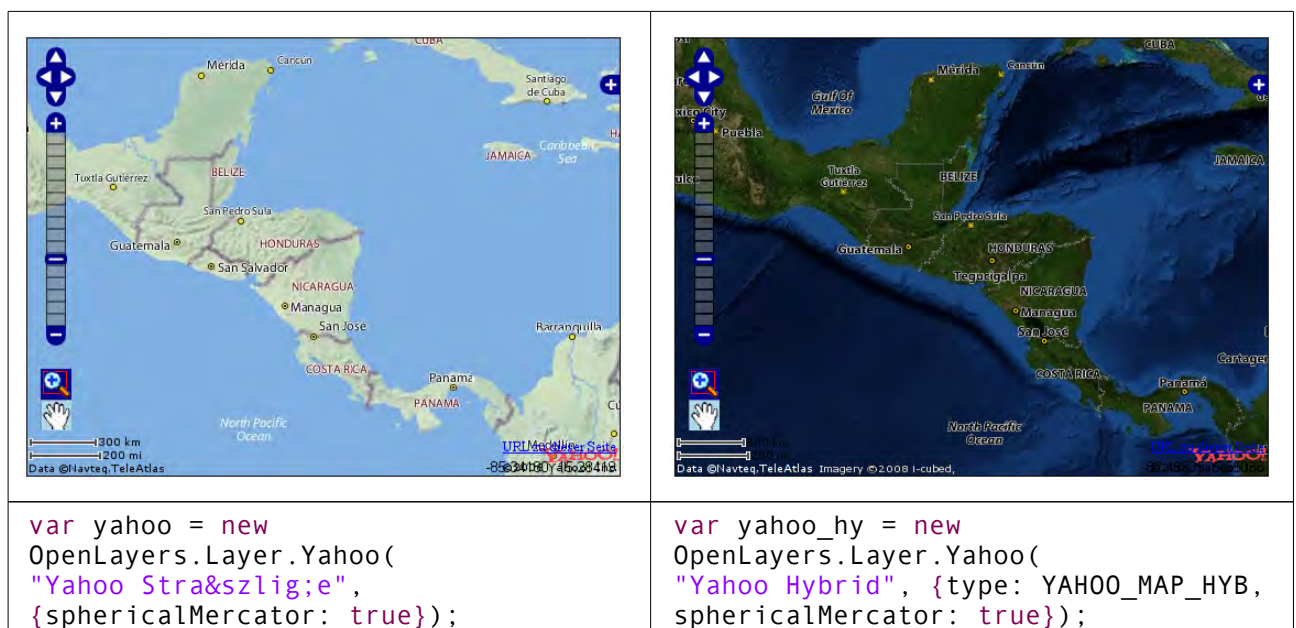 CUBA
Mérida
Cancún
Santiago
de Cuba
JAMAICA
Caribbean
Sea
BELIZE
Tuxtla Gutiérrez
San Pedro Sula
Guatemala
HONDURAS
San Salvador
NICARAGUA
Managua
San José
Barranquilla
COSTA RICA
Panamá
PANAMA
North Pacific
Ocean
300 km
200 mi
URL zu dieser Seite
Data ©Navteq,TeleAtlas
CUBA
Mérida
Cancún
Gulf Of
Mexico
Puebla
JAMAICA
Tuxtla
Gutiérrez
BELIZE
San Pedro Sula
Guatemala
HONDURAS
Tegucigalpa
NICARAGUA
Managua
San José
COSTA RICA
Panamá
PANAMA
North Pacific
Ocean
YAHOO!
Data ©Navteq,TeleAtlas Imagery ©2008 i-cubed,
var yahoo = new
OpenLayers.Layer.Yahoo(
"Yahoo Stra&szlig;e",
{sphericalMercator: true});
var yahoo_hy = new
OpenLayers.Layer.Yahoo(
"Yahoo Hybrid", {type: YAHOO_MAP_HYB,
sphericalMercator: true});